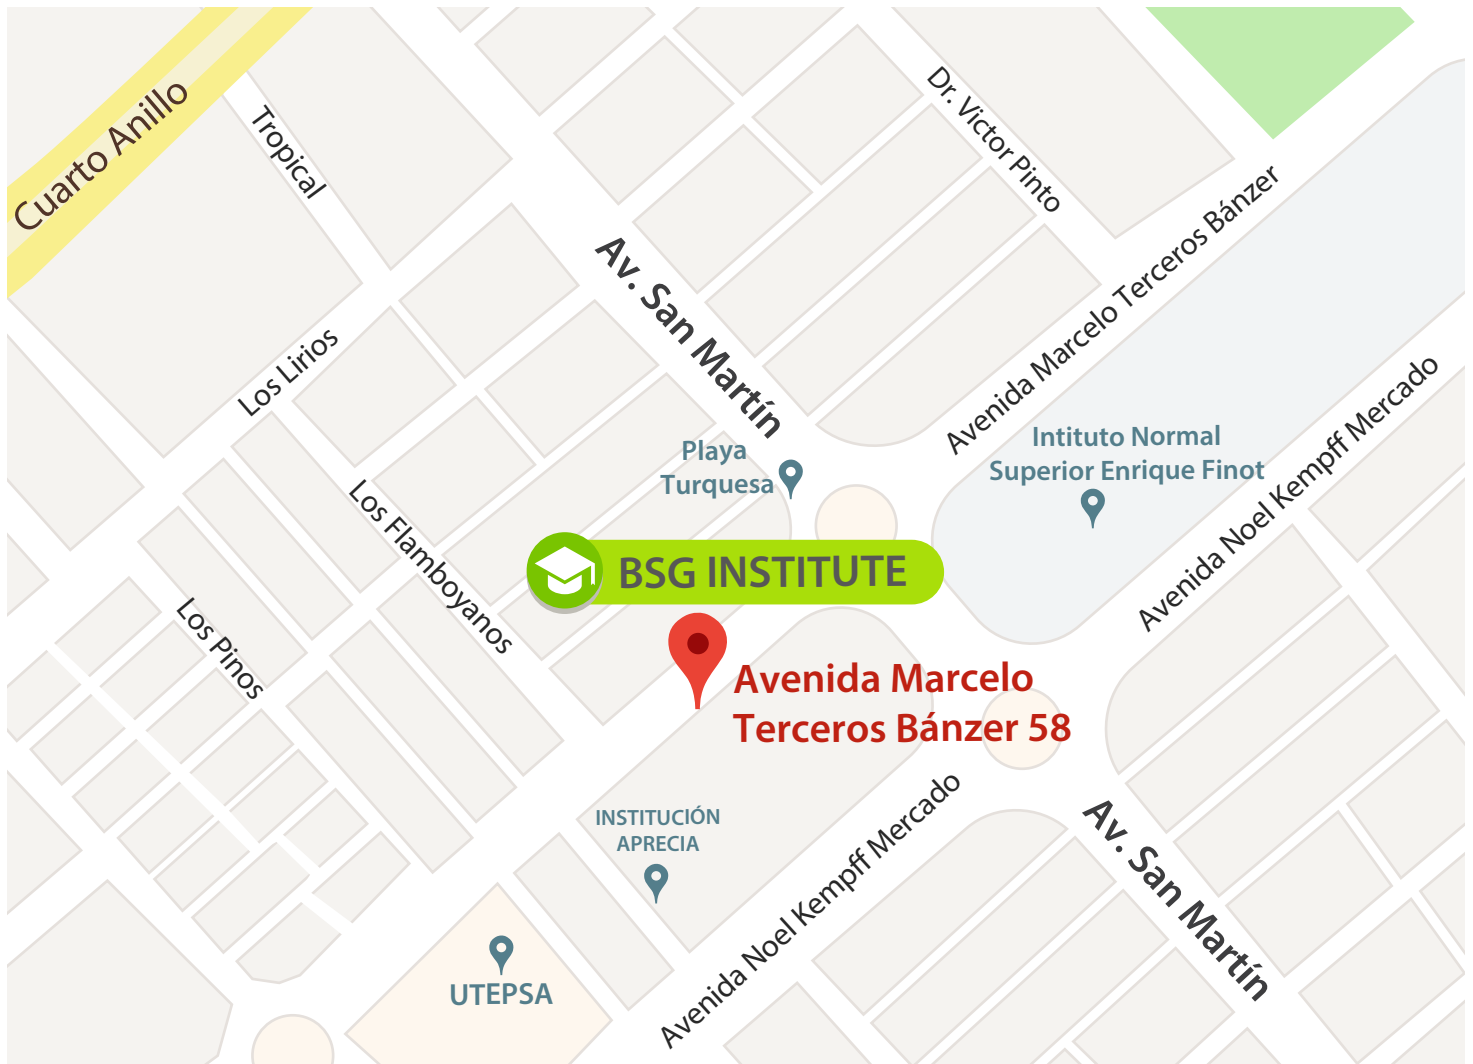 Cuarto Anillo
Tropical
Dr. Victor Pinto
Av. San Martín
Avenida Marcelo Terceros Bánzer
Los Lirios
Playa
Turquesa
Intituto Normal
Superior Enrique Finot
Avenida Noel Kempff Mercado
Los Flamboyanos
BSG INSTITUTE
Los Pinos
Avenida Marcelo
Terceros Bánzer 58
INSTITUCIÓN
APRECIA
Avenida Noel Kempff Mercado
Av. San Martín
UTEPSA